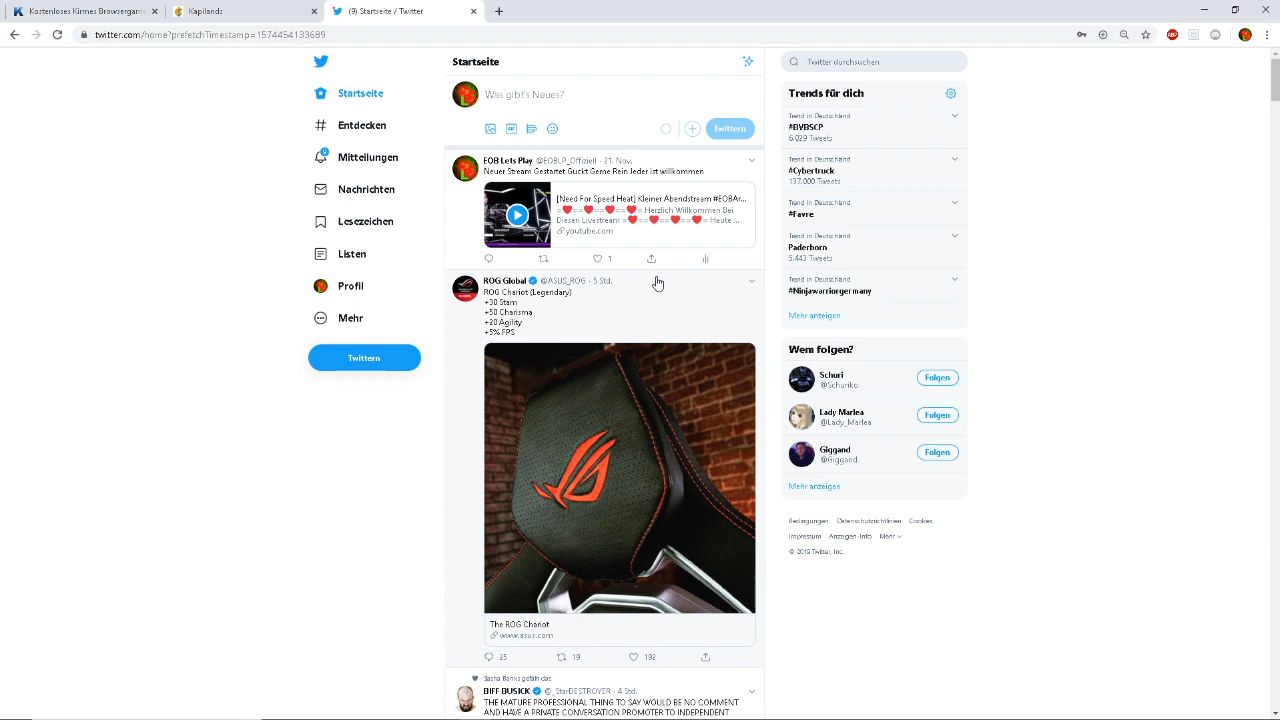 Kostenloses Kirmes Browsergame
Kapilands
(9) Startseite / Twitter
twitter.com/home?prefetchTimestamp=1574454133689
ABP
Startseite
Entdecken
Mitteilungen
Nachrichten
Lesezeichen
Listen
Profil
Mehr
Twittern
Startseite
Was gibt's Neues?
GIF
Twittern
EOB Lets Play @EOBLP_Offiziell · 21. Nov.
Neuer Stream Gestartet Guckt Gerne Rein Jeder ist willkommen
[Need For Speed Heat] Kleiner Abendstream #EOBAr...
=❤️==❤️==❤️==❤️= Herzlich Willkommen Bei
Diesen Livestream =❤️==❤️==❤️==❤️= Heute ...
youtube.com
1
ROG Global @ASUS_ROG · 5 Std.
ROG Chariot (Legendary)
+30 Stam
+50 Charisma
+20 Agility
+5% FPS
The ROG Chariot
www.asus.com
25
19
192
Sasha Banks gefällt das
BIFF BUSICK @_StarDESTROYER · 4 Std.
THE MATURE PROFESSIONAL THING TO SAY WOULD BE NO COMMENT
AND HAVE A PRIVATE CONVERSATION PROMOTER TO INDEPENDENT
Twitter durchsuchen
Trends für dich
Trend in Deutschland
#BVBSCP
6.029 Tweets
Trend in Deutschland
#Cybertruck
137.000 Tweets
Trend in Deutschland
#Favre
Trend in Deutschland
Paderborn
5.443 Tweets
Trend in Deutschland
#Ninjawarriorgermany
Mehr anzeigen
Wem folgen?
Schuri
@Schuriko
Folgen
Lady Marlea
@Lady_Marlea
Folgen
Giggand
@Giggand
Folgen
Mehr anzeigen
Bedingungen Datenschutzrichtlinien Cookies
Impressum Anzeigen-Info Mehr
© 2019 Twitter, Inc.